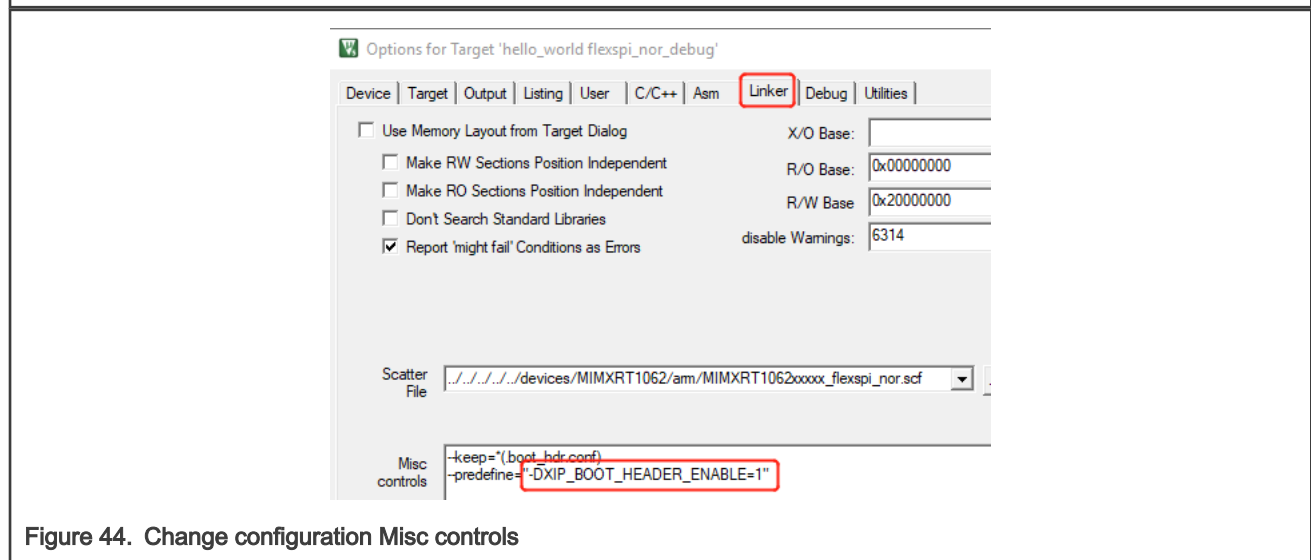 Options for Target 'hello_world flexspi_nor_debug'
Device Target Output Listing User C/C++ Asm Linker Debug Utilities
Use Memory Layout from Target Dialog
Make RW Sections Position Independent
Make RO Sections Position Independent
Don't Search Standard Libraries
Report 'might fail' Conditions as Errors
X/O Base:
R/O Base: 0x00000000
R/W Base 0x20000000
disable Warnings: 6314
Scatter File ../../../../../devices/MIMXRT1062/arm/MIMXRT1062xxxxx_flexspi_nor.scf
Misc controls
--keep=*(.boot_hdr.conf)
--predefine="-DXIP_BOOT_HEADER_ENABLE=1"
Figure 44. Change configuration Misc controls